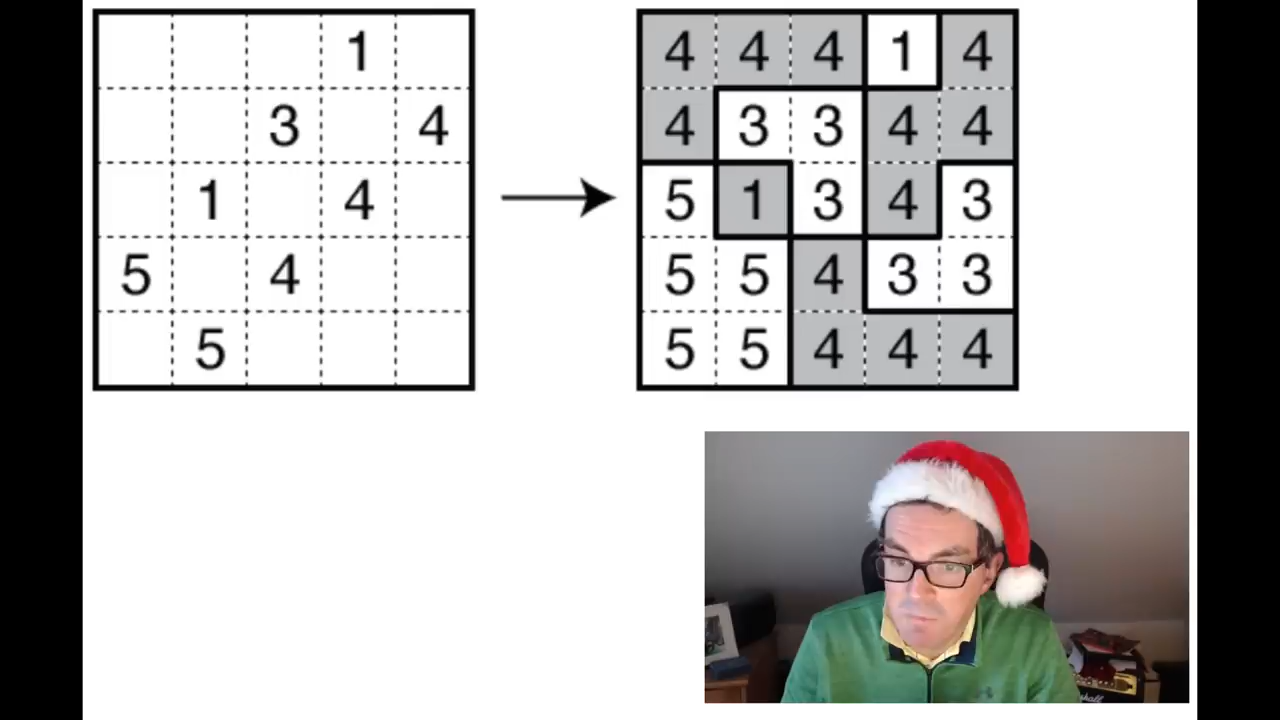 1
3 4
1 4
5 4
5
4 4 4 1 4
4 3 3 4 4
5 1 3 4 3
5 5 4 3 3
5 5 4 4 4
Marshall